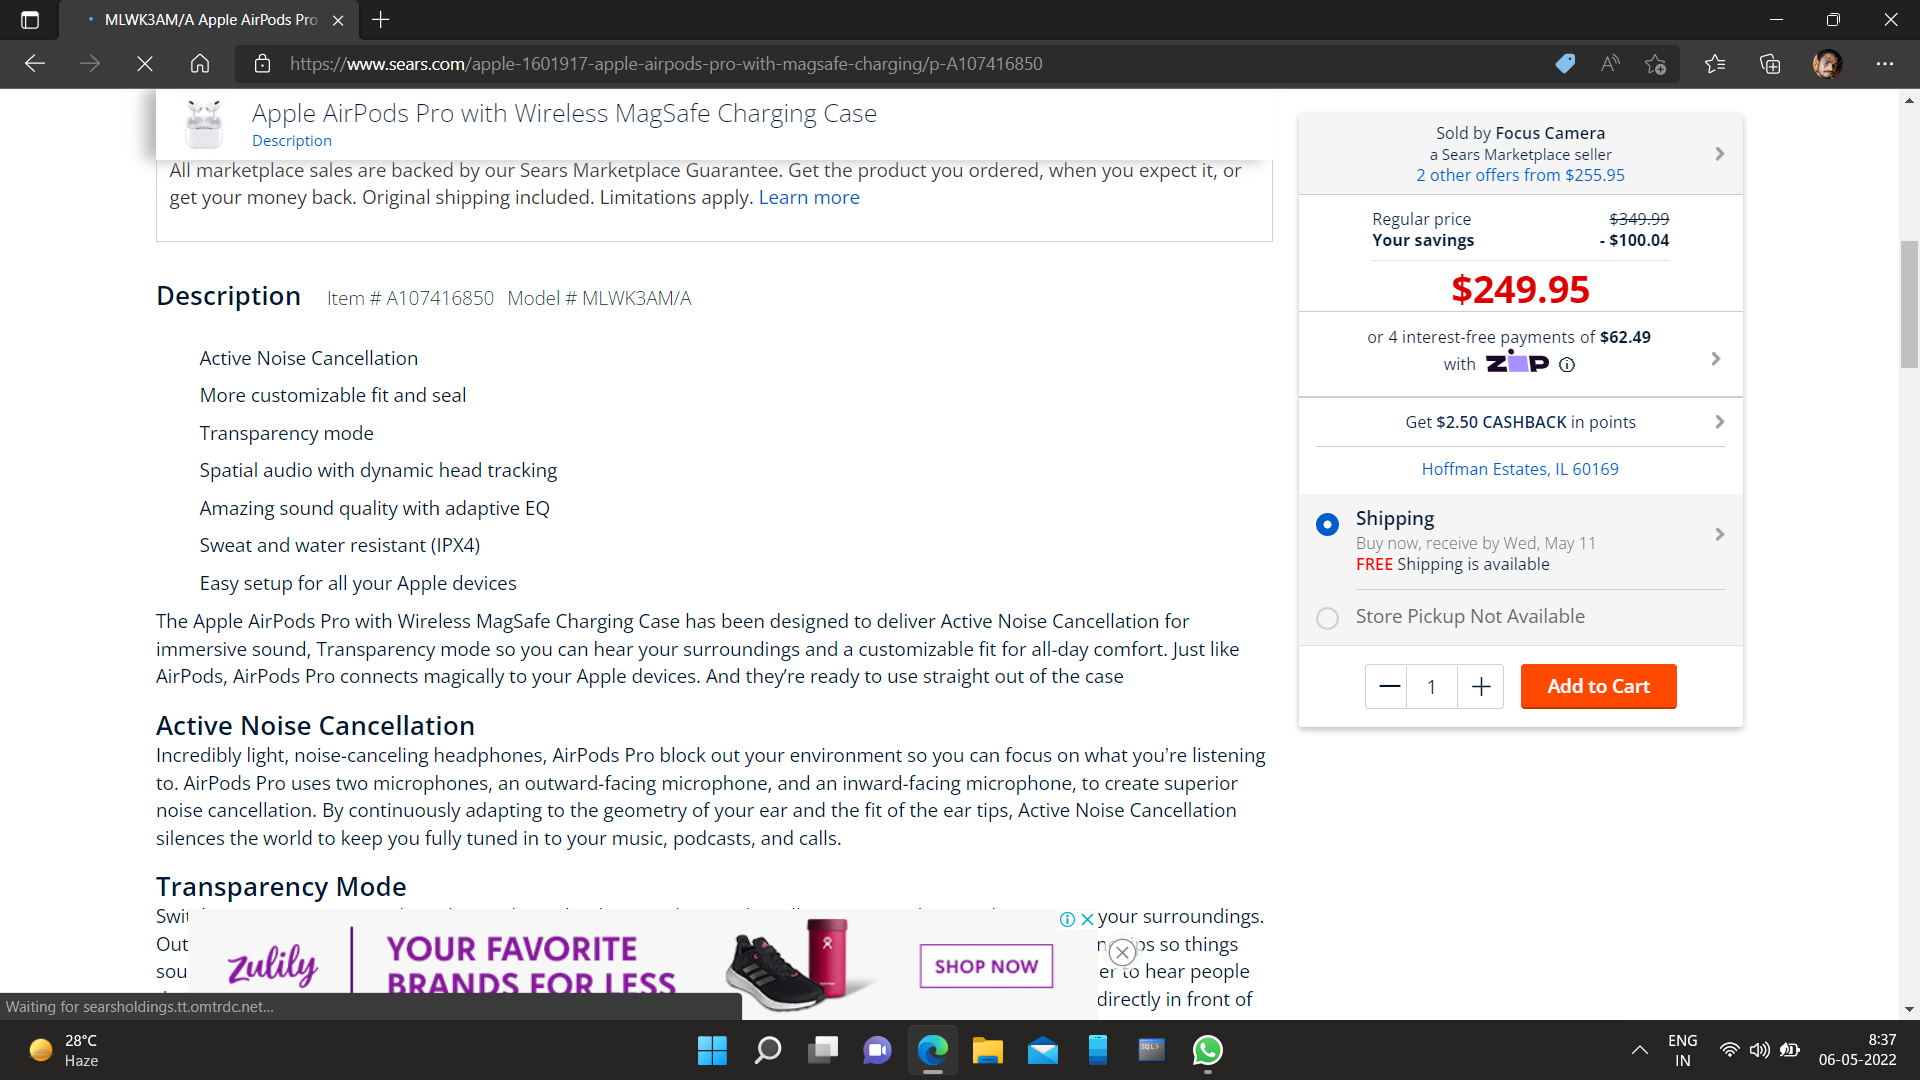 MLWK3AM/A Apple AirPods Pro
https://www.sears.com/apple-1601917-apple-airpods-pro-with-magsafe-charging/p-A107416850
Apple AirPods Pro with Wireless MagSafe Charging Case
Description
All marketplace sales are backed by our Sears Marketplace Guarantee. Get the product you ordered, when you expect it, or
get your money back. Original shipping included. Limitations apply. Learn more
Description Item # A107416850 Model # MLWK3AM/A
Active Noise Cancellation
More customizable fit and seal
Transparency mode
Spatial audio with dynamic head tracking
Amazing sound quality with adaptive EQ
Sweat and water resistant (IPX4)
Easy setup for all your Apple devices
The Apple AirPods Pro with Wireless MagSafe Charging Case has been designed to deliver Active Noise Cancellation for
immersive sound, Transparency mode so you can hear your surroundings and a customizable fit for all-day comfort. Just like
AirPods, AirPods Pro connects magically to your Apple devices. And they’re ready to use straight out of the case
Active Noise Cancellation
Incredibly light, noise-canceling headphones, AirPods Pro block out your environment so you can focus on what you're listening
to. AirPods Pro uses two microphones, an outward-facing microphone, and an inward-facing microphone, to create superior
noise cancellation. By continuously adapting to the geometry of your ear and the fit of the ear tips, Active Noise Cancellation
silences the world to keep you fully tuned in to your music, podcasts, and calls.
Transparency Mode
your surroundings.
Out so things
sou to hear people
directly in front of
zulily
YOUR FAVORITE
BRANDS FOR LESS
SHOP NOW
Waiting for searsholdings.tt.omtrdc.net...
Sold by Focus Camera
a Sears Marketplace seller
2 other offers from $255.95
Regular price $349.99
Your savings - $100.04
$249.95
or 4 interest-free payments of $62.49
with ZIP
Get $2.50 CASHBACK in points
Hoffman Estates, IL 60169
Shipping
Buy now, receive by Wed, May 11
FREE Shipping is available
Store Pickup Not Available
1
Add to Cart
28°C
Haze
SQL>
ENG
IN
8:37
06-05-2022